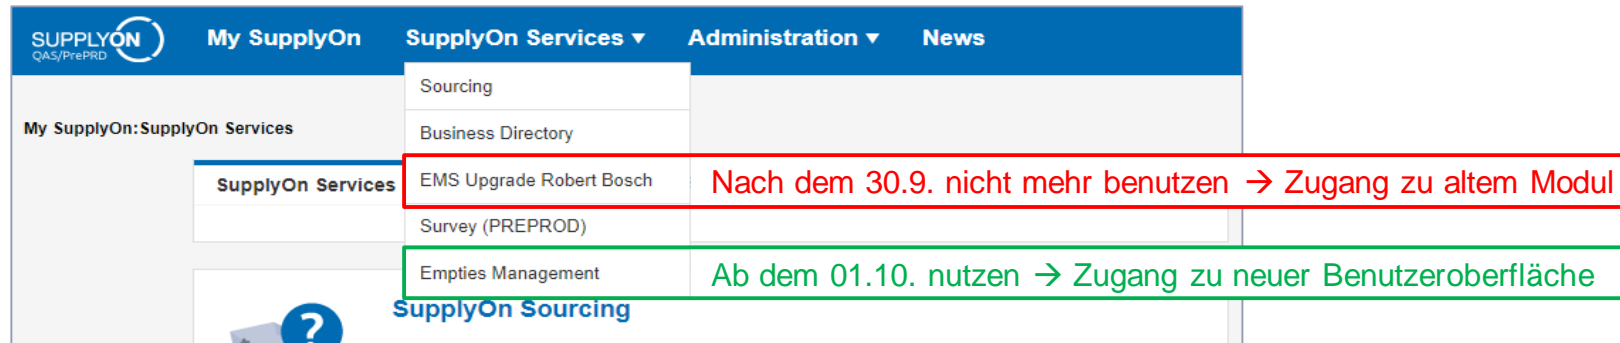 SUPPLYON
QAS/PrePRD
My SupplyOn SupplyOn Services ▼ Administration ▼ News
Sourcing
My SupplyOn:SupplyOn Services
Business Directory
SupplyOn Services
EMS Upgrade Robert Bosch
Nach dem 30.9. nicht mehr benutzen → Zugang zu altem Modul
Survey (PREPROD)
Empties Management
Ab dem 01.10. nutzen → Zugang zu neuer Benutzeroberfläche
SupplyOn Sourcing
?